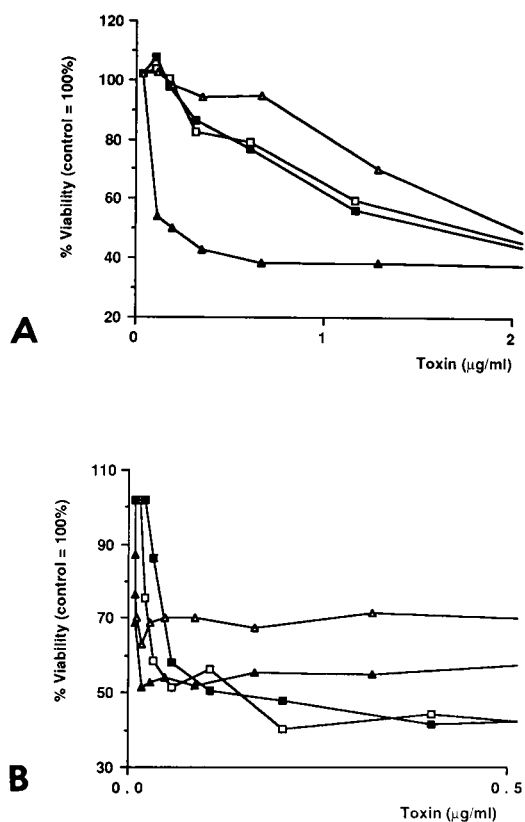 120
100
80
60
40
20
% Viability (control = 100%)
A
0
1
2
Toxin (μg/ml)
110
90
70
50
30
% Viability (control = 100%)
B
0.0
0.5
Toxin (μg/ml)